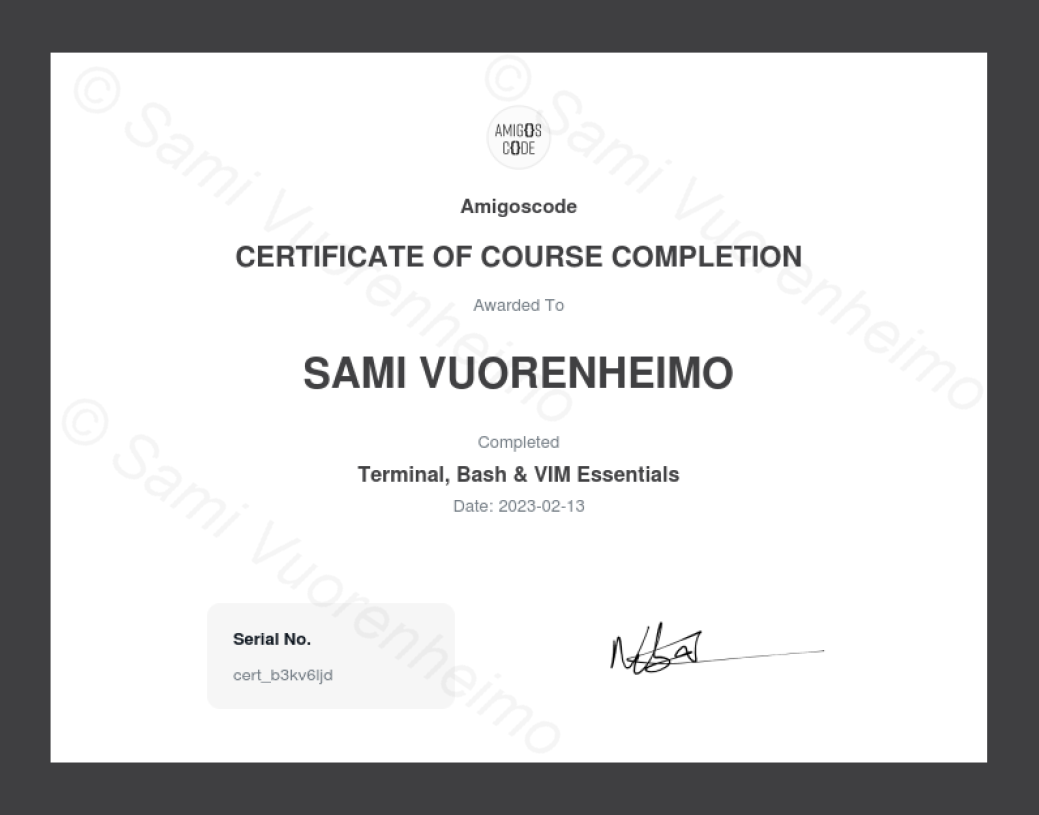 © Sami Vuorenheimo
© Sami Vuorenheimo
AMIGOS
CODE
Amigoscode
CERTIFICATE OF COURSE COMPLETION
Awarded To
SAMI VUORENHEIMO
© Sami Vuorenheimo
Completed
Terminal, Bash & VIM Essentials
Date: 2023-02-13
Serial No.
cert_b3kv6ljd